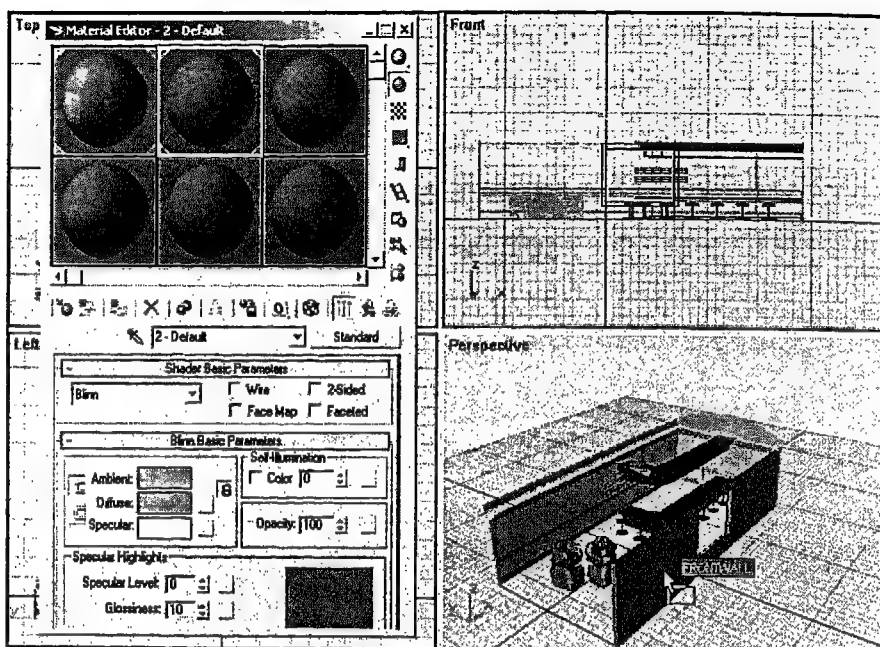 Top
Material Editor - 2 - Default
Front
Left
2 - Default
Standard
Perspective
Shader Basic Parameters
Blinn
Wire
2-Sided
Face Map
Faceted
Blinn Basic Parameters
Self-Illumination
Ambient:
Color
0
Diffuse:
Specular:
Opacity:
100
Specular Highlights
Specular Level:
0
Glossiness:
10